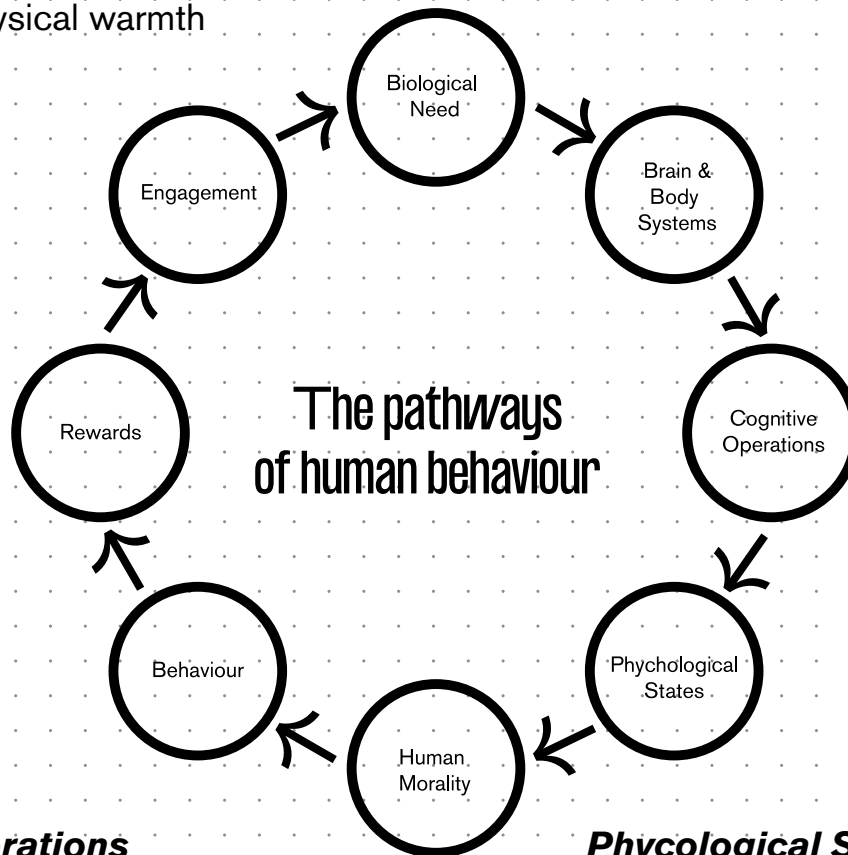 ysical warmth
Biological
Need
Brain &
Body
Systems
Engagement
The pathways
of human behaviour
Rewards
Cognitive
Operations
Behaviour
Phychological
States
Human
Morality
rations
Phycological S